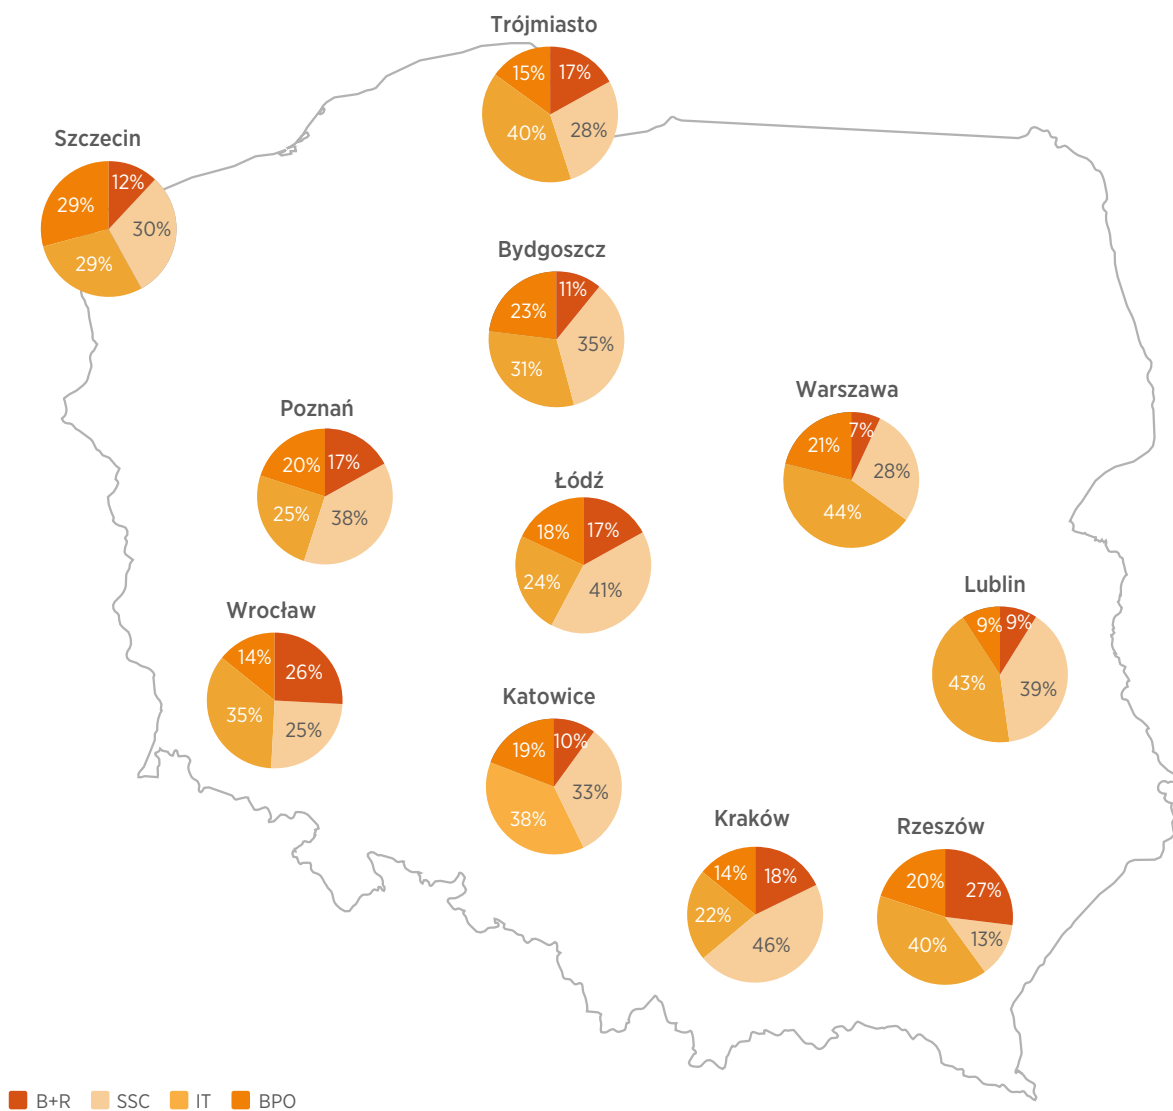 Trójmiasto
15% 17%
40% 28%
Szczecin
12%
29%
30%
29%
Bydgoszcz
11%
23%
35%
31%
Warszawa
7%
21%
28%
44%
Poznań
20% 17%
25% 38%
Łódź
18% 17%
24% 41%
Lublin
9% 9%
43% 39%
Wrocław
14% 26%
35% 25%
Katowice
19% 10%
38% 33%
Kraków
14% 18%
22%
46%
Rzeszów
20% 27%
40% 13%
B+R SSC IT BPO